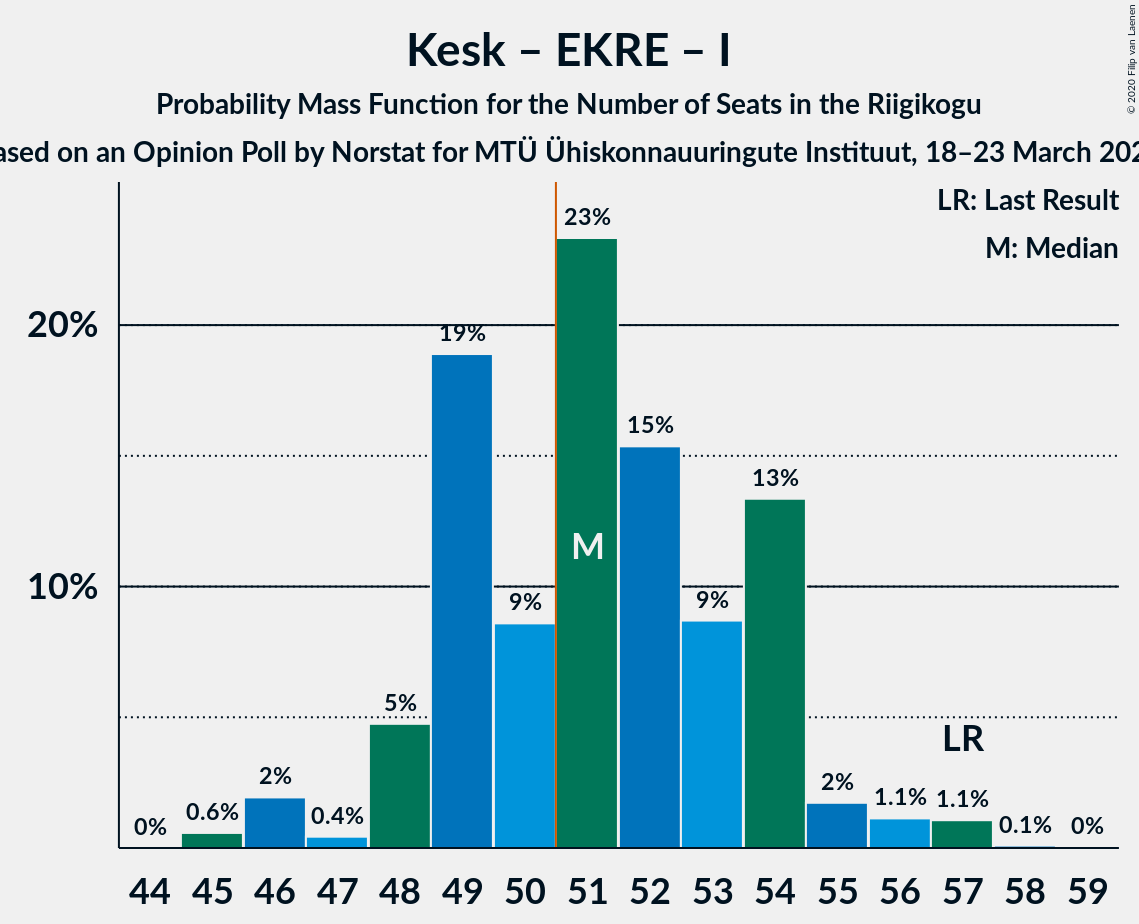 Kesk – EKRE – I
Probability Mass Function for the Number of Seats in the Riigikogu
ased on an Opinion Poll by Norstat for MTÜ Ühiskonnauuringute Instituut, 18–23 March 202
© 2020 Filip van Laenen
LR: Last Result
M: Median
23%
20%
19%
15%
13%
M
10%
9%
9%
5%
LR
2%
2%
1.1%
1.1%
0.6%
0.4%
0%
0.1%
0%
44 45 46 47 48 49 50 51 52 53 54 55 56 57 58 59